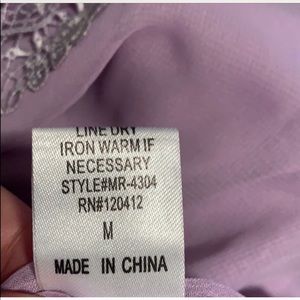 LINE DRY
IRON WARM IF
NECESSARY
STYLE#MR-4304
RN#120412
M
MADE IN CHINA